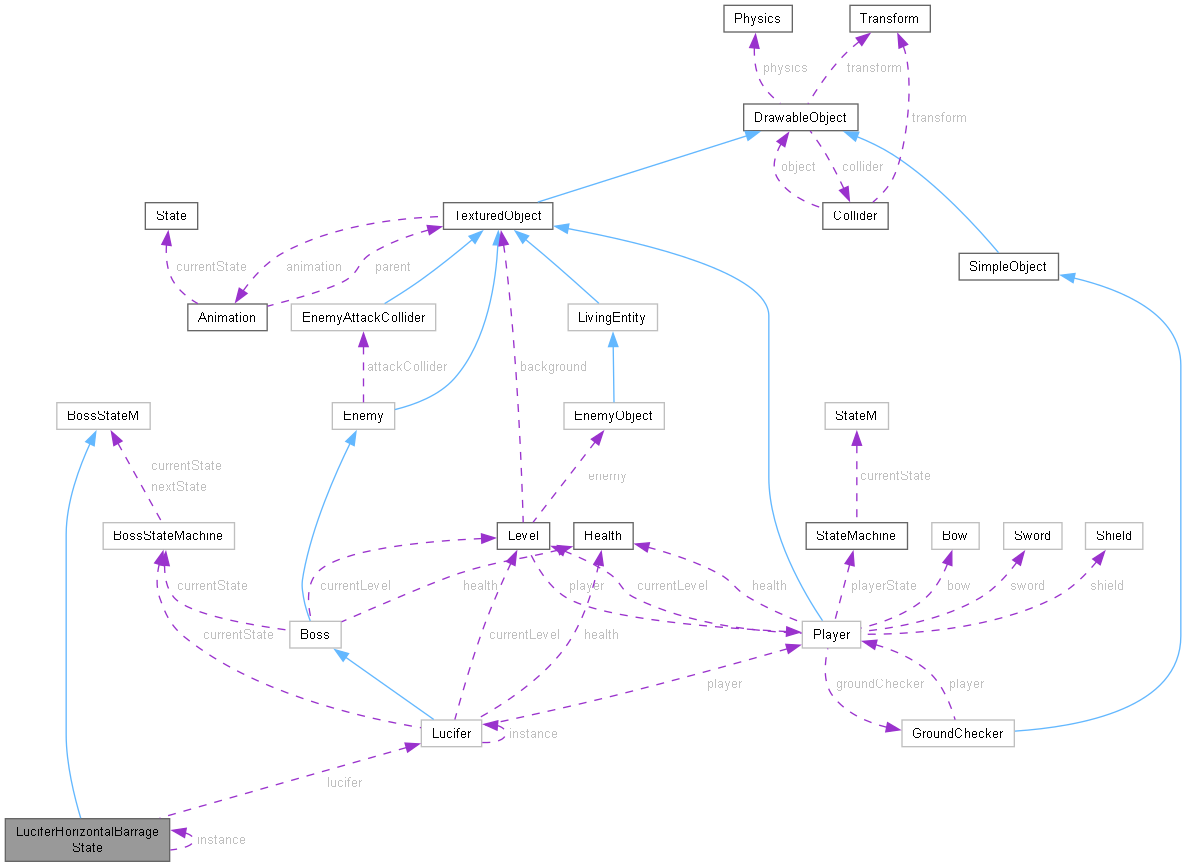 Physics
Transform
physics
transform
DrawableObject
transform
object
collider
State
TexturedObject
Collider
currentState
animation
parent
SimpleObject
Animation
EnemyAttackCollider
LivingEntity
attackCollider
background
BossStateM
Enemy
EnemyObject
StateM
currentState
nextState
enemy
currentState
BossStateMachine
Level
Health
StateMachine
Bow
Sword
Shield
currentState
currentLevel
health
player
currentLevel
health
playerState
bow
sword
shield
currentState
Boss
currentLevel
health
Player
player
groundChecker
player
Lucifer
instance
GroundChecker
lucifer
LuciferHorizontalBarrage
State
instance